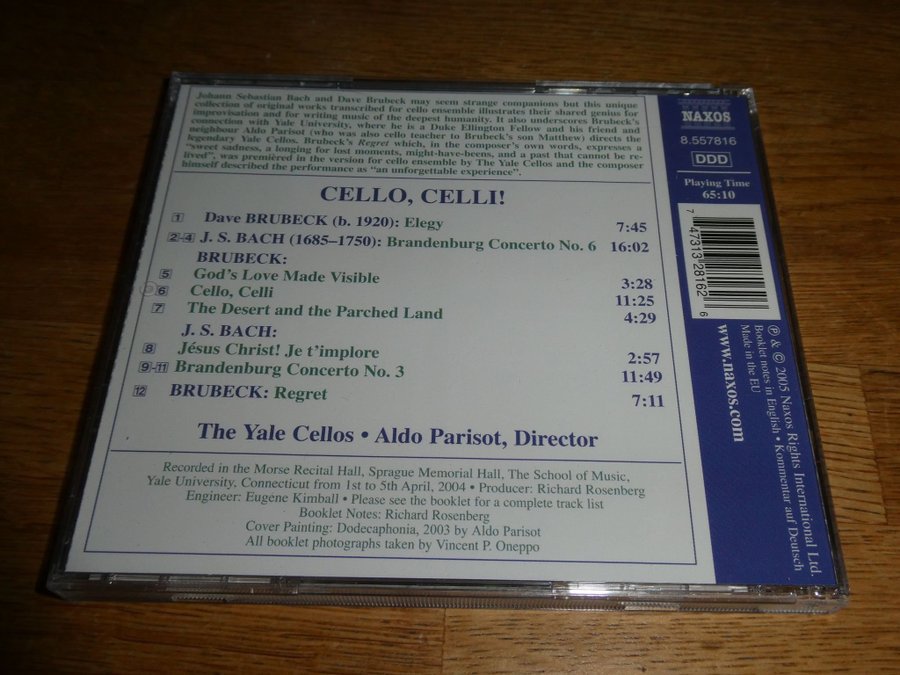 Johann Sebastian Bach and Dave Brubeck may seem strange companions but this unique
collection of original works transcribed for cello ensemble illustrates their shared genius for
improvisation and for writing music of the deepest humanity. It also underscores Brubeck's
connection with Yale University, where he is a Duke Ellington Fellow and his friend and
neighbour Aldo Parisot (who was also cello teacher to Brubeck's son Matthew) directs the
legendary Yale Cellos. Brubeck's Regret which, in the composer's own words, expresses a
"sweet sadness, a longing for lost moments, might-have-beens, and a past that cannot be re-
lived", was premièred in the version for cello ensemble by The Yale Cellos and the composer
himself described the performance as "an unforgettable experience".
CELLO, CELLI!
1 Dave BRUBECK (b. 1920): Elegy 7:45
2-4 J. S. BACH (1685–1750): Brandenburg Concerto No. 6 16:02
BRUBECK:
5 God's Love Made Visible 3:28
6 Cello, Celli 11:25
7 The Desert and the Parched Land 4:29
J. S. BACH:
8 Jésus Christ! Je t'implore 2:57
9-11 Brandenburg Concerto No. 3 11:49
12 BRUBECK: Regret 7:11
The Yale Cellos • Aldo Parisot, Director
Recorded in the Morse Recital Hall, Sprague Memorial Hall, The School of Music,
Yale University, Connecticut from 1st to 5th April, 2004 • Producer: Richard Rosenberg
Engineer: Eugene Kimball • Please see the booklet for a complete track list
Booklet Notes: Richard Rosenberg
Cover Painting: Dodecaphonia, 2003 by Aldo Parisot
All booklet photographs taken by Vincent P. Oneppo
NAXOS
8.557816
DDD
Playing Time
65:10
7 47313 28162 6
℗ & © 2005 Naxos Rights International Ltd.
Booklet notes in English • Kommentar auf Deutsch
Made in the EU
www.naxos.com